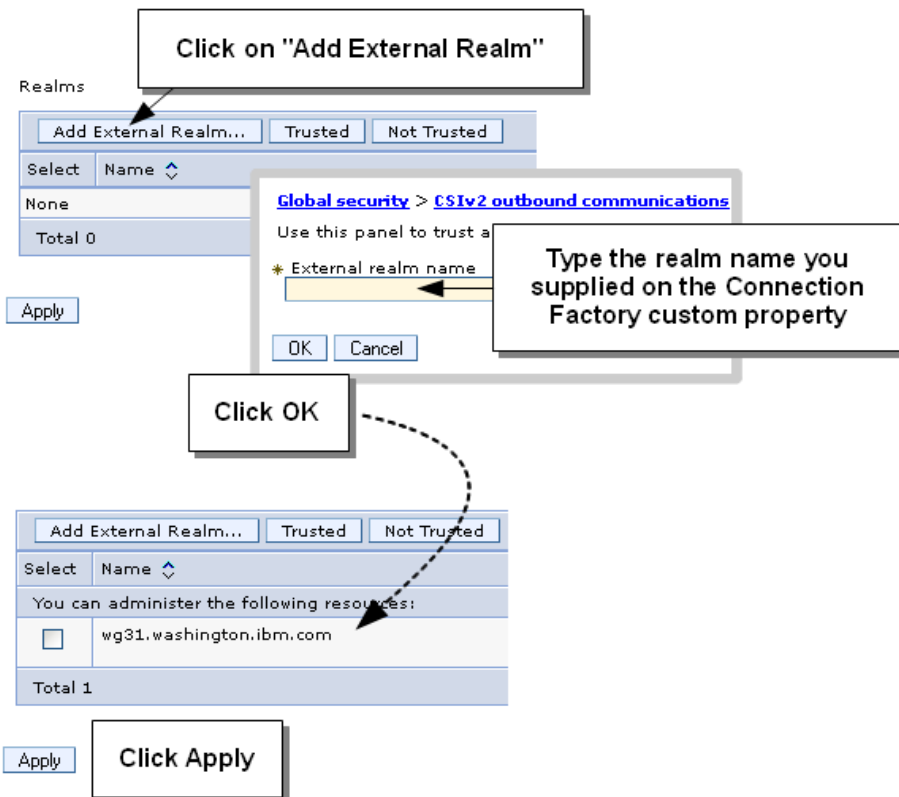 Click on "Add External Realm"
Realms
Add External Realm... Trusted Not Trusted
Select Name
None
Total 0
Apply
Global security > CSIv2 outbound communications
Use this panel to trust a
* External realm name
OK Cancel
Type the realm name you
supplied on the Connection
Factory custom property
Click OK
Add External Realm... Trusted Not Trusted
Select Name
You can administer the following resources:
wg31.washington.ibm.com
Total 1
Apply
Click Apply